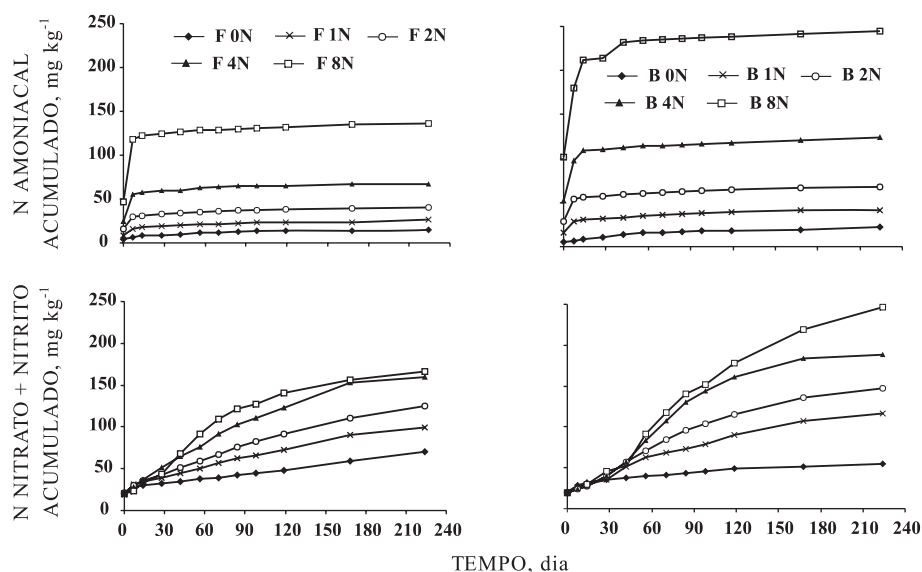 N AMONIACAL
ACUMULADO, mg kg-1
250
200
150
100
50
0
F 0N F 1N F 2N
F 4N F 8N
B 0N B 1N B 2N
B 4N B 8N
N NITRATO + NITRITO
ACUMULADO, mg kg-1
250
200
150
100
50
0
0 30 60 90 120 150 180 210 240
0 30 60 90 120 150 180 210 240
TEMPO, dia